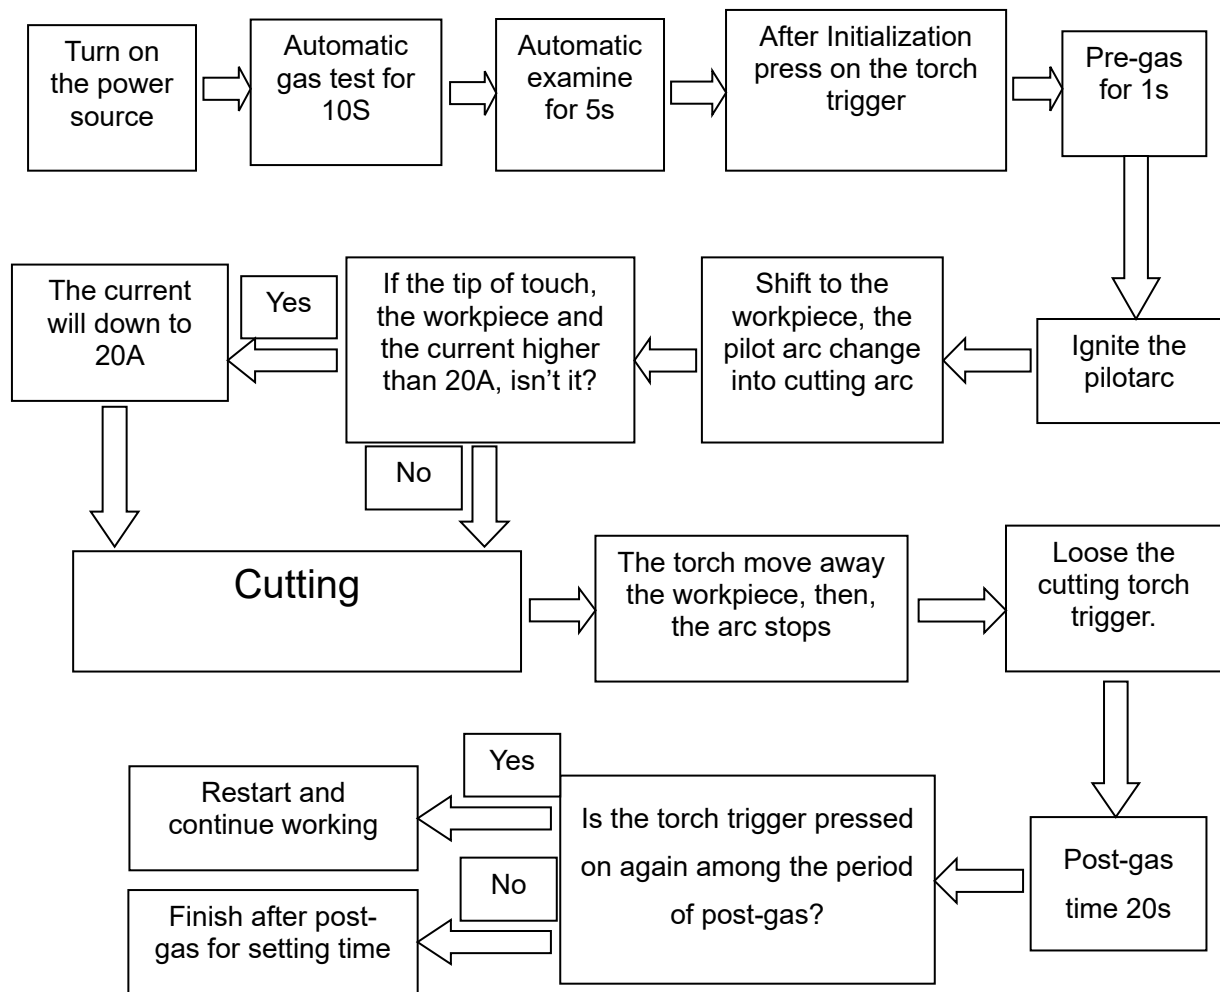 Turn on
the power
source
Automatic
gas test for
10S
Automatic
examine
for 5s
After Initialization
press on the torch
trigger
Pre-gas
for 1s
Ignite the
pilotarc
Shift to the
workpiece, the
pilot arc change
into cutting arc
If the tip of touch,
the workpiece and
the current higher
than 20A, isn’t it?
Yes
The current
will down to
20A
No
Cutting
The torch move away
the workpiece, then,
the arc stops
Loose the
cutting torch
trigger.
Post-gas
time 20s
Is the torch trigger pressed
on again among the period
of post-gas?
Yes
Restart and
continue working
No
Finish after post-
gas for setting time